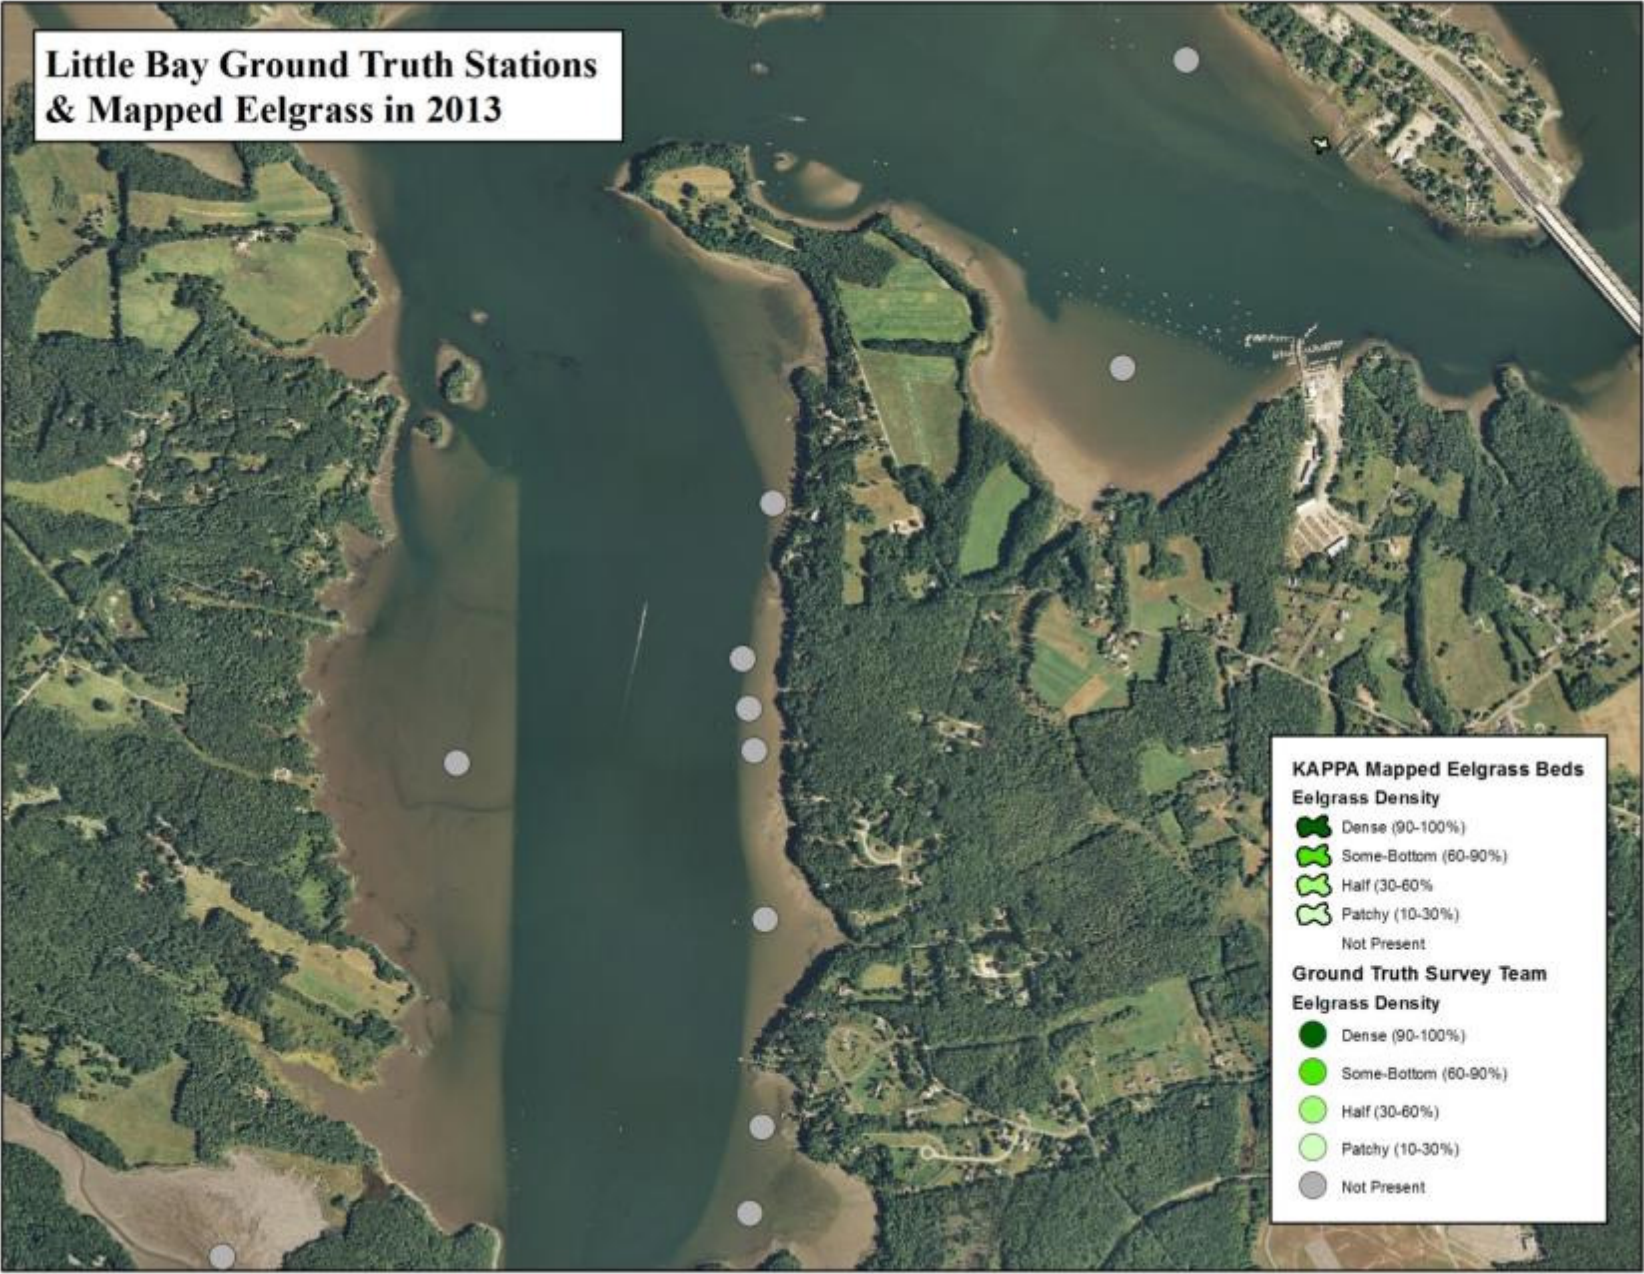 Little Bay Ground Truth Stations
& Mapped Eelgrass in 2013
KAPPA Mapped Eelgrass Beds
Eelgrass Density
Dense (90-100%)
Some-Bottom (60-90%)
Half (30-60%
Patchy (10-30%)
Not Present
Ground Truth Survey Team
Eelgrass Density
Dense (90-100%)
Some-Bottom (60-90%)
Half (30-60%)
Patchy (10-30%)
Not Present